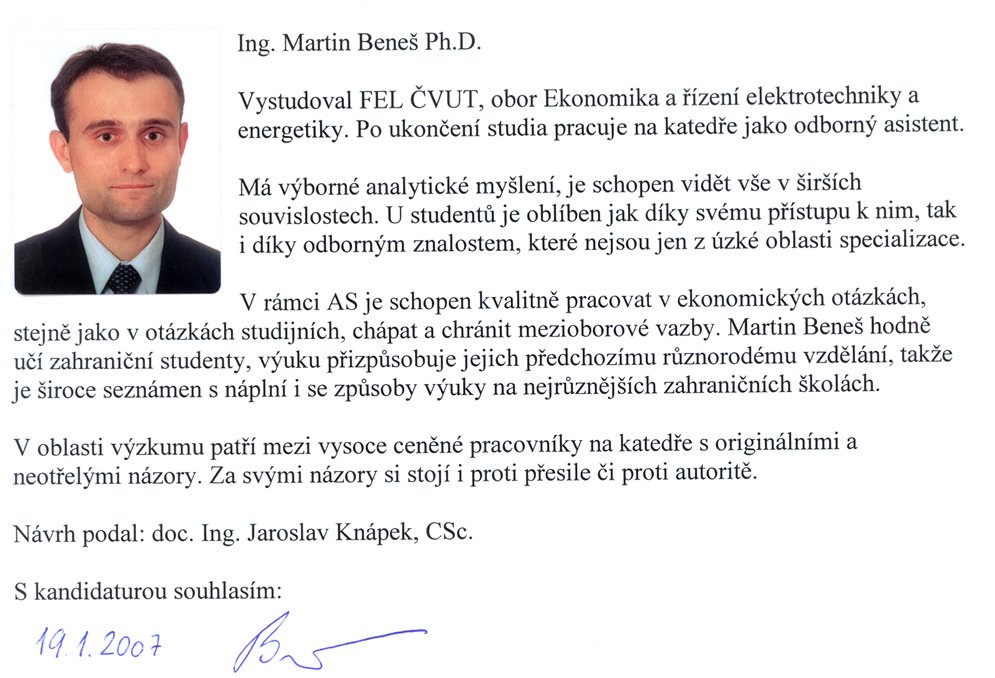 Ing. Martin Beneš Ph.D.
Vystudoval FEL ČVUT, obor Ekonomika a řízení elektrotechniky a
energetiky. Po ukončení studia pracuje na katedře jako odborný asistent.
Má výborné analytické myšlení, je schopen vidět vše v širších
souvislostech. U studentů je oblíben jak díky svému přístupu k nim, tak
i díky odborným znalostem, které nejsou jen z úzké oblasti specializace.
V rámci AS je schopen kvalitně pracovat v ekonomických otázkách,
stejně jako v otázkách studijních, chápat a chránit mezioborové vazby. Martin Beneš hodně
učí zahraniční studenty, výuku přizpůsobuje jejich předchozímu různorodému vzdělání, takže
je široce seznámen s náplní i se způsoby výuky na nejrůznějších zahraničních školách.
V oblasti výzkumu patří mezi vysoce ceněné pracovníky na katedře s originálními a
neotřelými názory. Za svými názory si stojí i proti přesile či proti autoritě.
Návrh podal: doc. Ing. Jaroslav Knápek, CSc.
S kandidaturou souhlasím:
19.1.2007